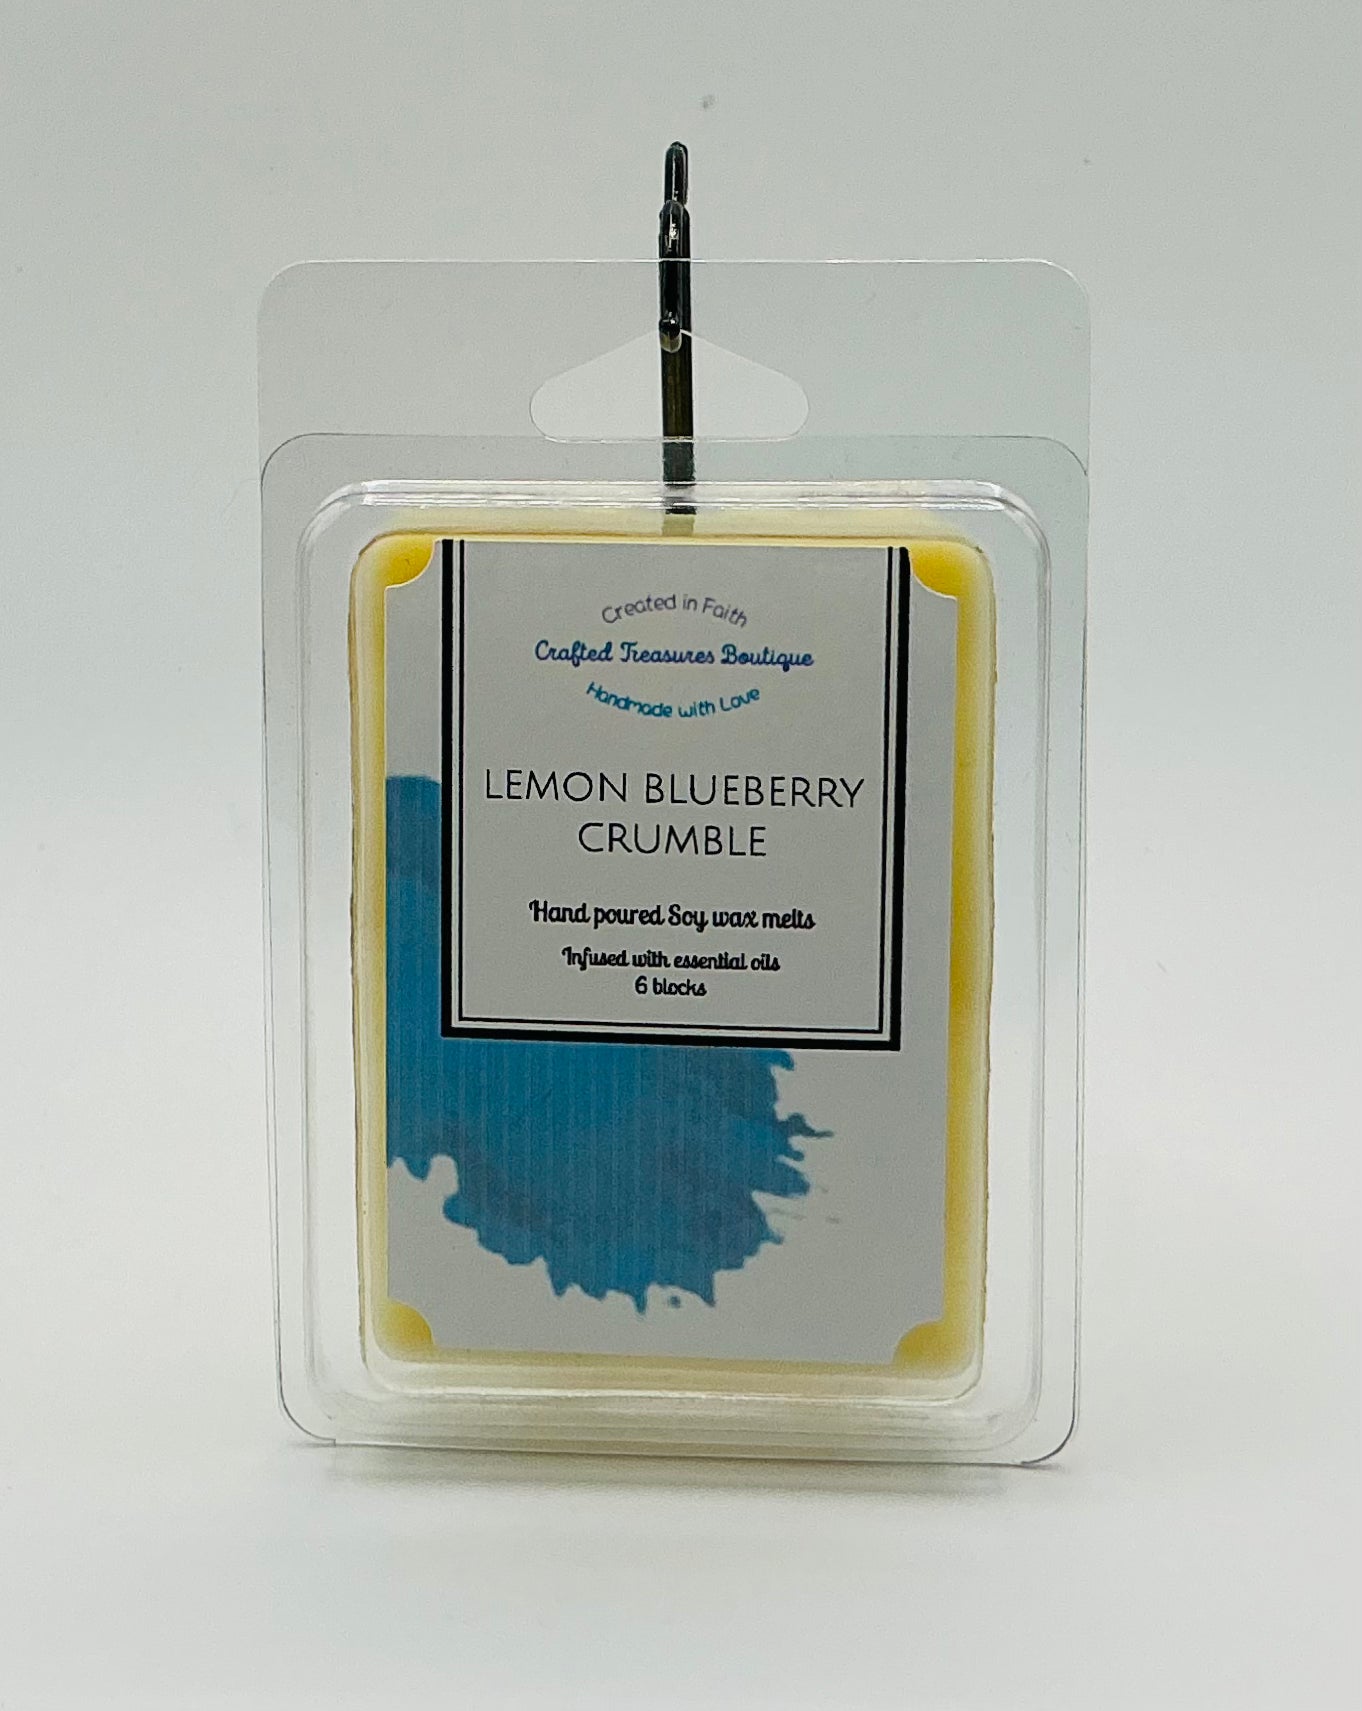 Created in Faith
Crafted Treasures Boutique
Handmade with Love
LEMON BLUEBERRY
CRUMBLE
Hand poured Soy wax melts
Infused with essential oils
6 blocks